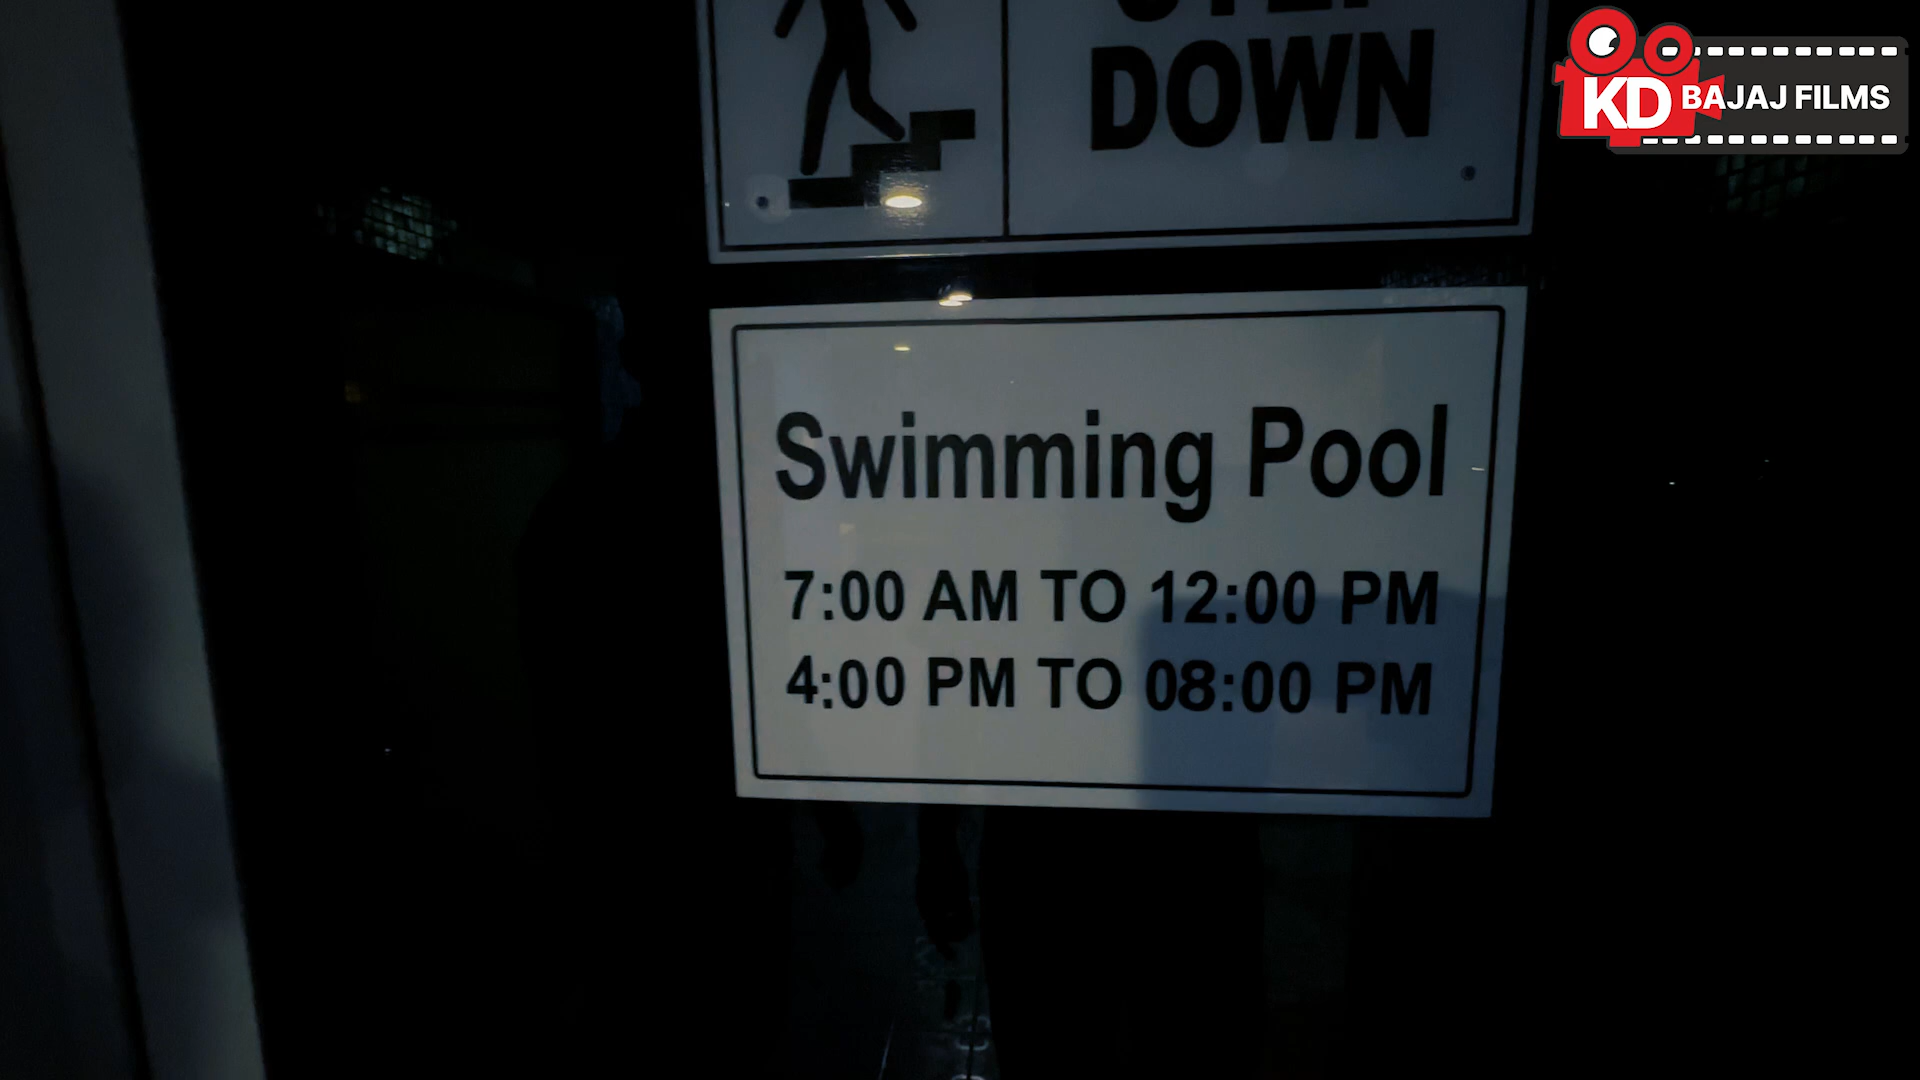 STEP
DOWN
KD BAJAJ FILMS
Swimming Pool
7:00 AM TO 12:00 PM
4:00 PM TO 08:00 PM